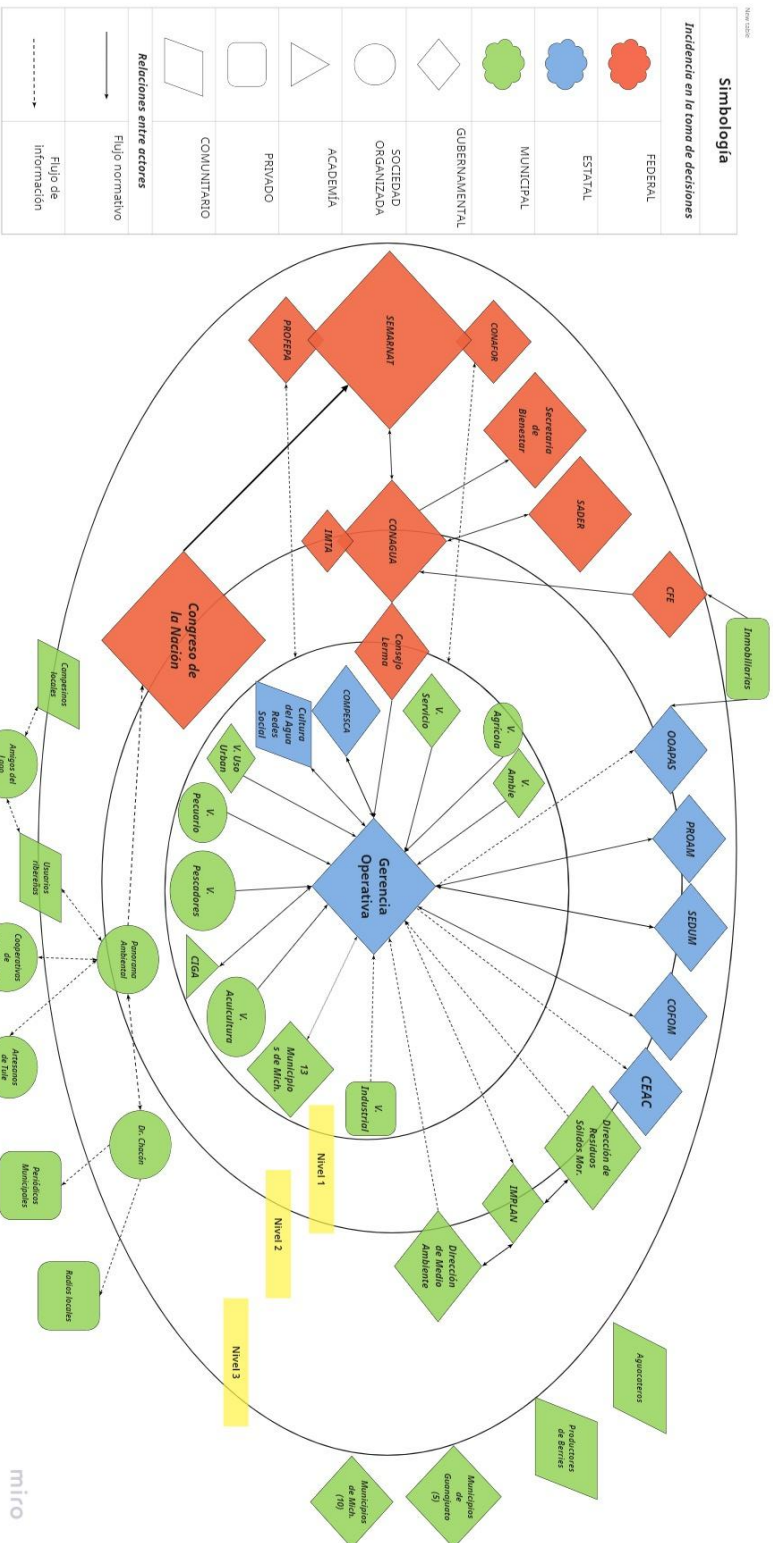 New table
Simbología
Incidencia en la toma de decisiones
FEDERAL
ESTATAL
MUNICIPAL
GUBERNAMENTAL
SOCIEDAD
ORGANIZADA
ACADEMÍA
PRIVADO
COMUNITARIO
Relaciones entre actores
Flujo normativo
Flujo de
información
Inmobiliarias
CFE
OOAPAS
PROAM
SEDUM
COFOM
CEAC
Dirección de
Residuos
Sólidos Mor.
IMPLAN
Dirección
de Medio
Ambiente
Aguacateros
Productores
de Berries
Municipios
de
Guanajuato
(5)
Municipios
de Mich.
(10)
SADER
Secretaria
de
Bienestar
CONAFOR
SEMARNAT
PROFEPA
CONAGUA
IMTA
Consejo
Lerma
V.
Servicio
V.
Agrícola
V.
Ambie
COMPESCA
Cultura
del Agua
Redes
Social
V. Uso
Urban
V.
Pecuario
V.
Pescadores
CIGA
V.
Acuicultura
13
Municipio
s de Mich.
V.
Industrial
Gerencia
Operativa
Nivel 1
Nivel 2
Nivel 3
Congreso de
la Nación
Panorama
Ambiental
Dr. Chacón
Campesinos
locales
Amigos del
Usuarios
ribereños
Cooperativas
de
Artesanos
de Tule
Periódicos
Municipales
Radios locales
miro